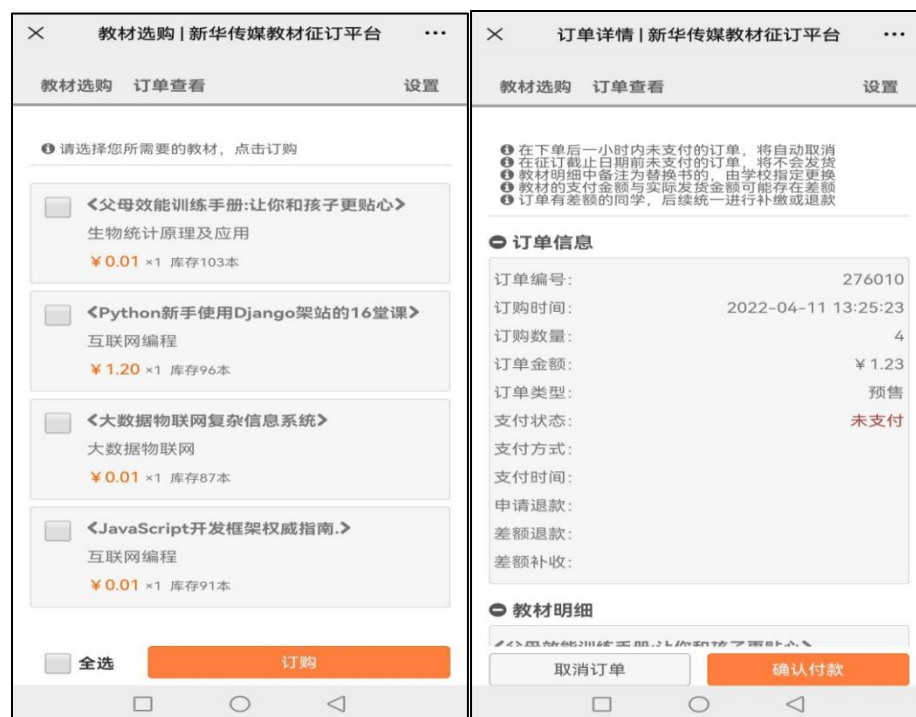 教材选购 | 新华传媒教材征订平台
教材选购 订单查看 设置
请选择您所需要的教材，点击订购
《父母效能训练手册:让你和孩子更贴心》
生物统计原理及应用
￥0.01 ×1 库存103本
《Python新手使用Django架站的16堂课》
互联网编程
￥1.20 ×1 库存96本
《大数据物联网复杂信息系统》
大数据物联网
￥0.01 ×1 库存87本
《JavaScript开发框架权威指南.》
互联网编程
￥0.01 ×1 库存91本
全选 订购
订单详情 | 新华传媒教材征订平台
教材选购 订单查看 设置
在下单后一小时内未支付的订单，将自动取消
在征订截止日期前未支付的订单，将不会发货
教材明细中备注为替换书的，由学校指定更换
教材的支付金额与实际发货金额可能存在差额
订单有差额的同学，后续统一进行补缴或退款
订单信息
订单编号: 276010
订购时间: 2022-04-11 13:25:23
订购数量: 4
订单金额: ￥1.23
订单类型: 预售
支付状态: 未支付
支付方式:
支付时间:
申请退款:
差额退款:
差额补收:
教材明细
《父母效能训练手册:让你和孩子更贴心》
取消订单 确认付款